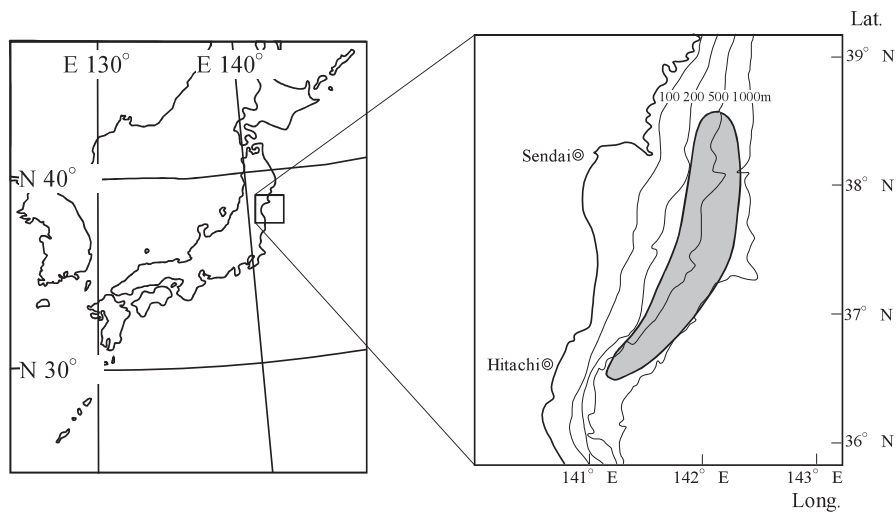 Lat.
E 130° E 140°
39° N
100 200 500 1000m
Sendai
N 40°
38° N
37° N
Hitachi
N 30°
36° N
141° E 142° E 143° E
Long.